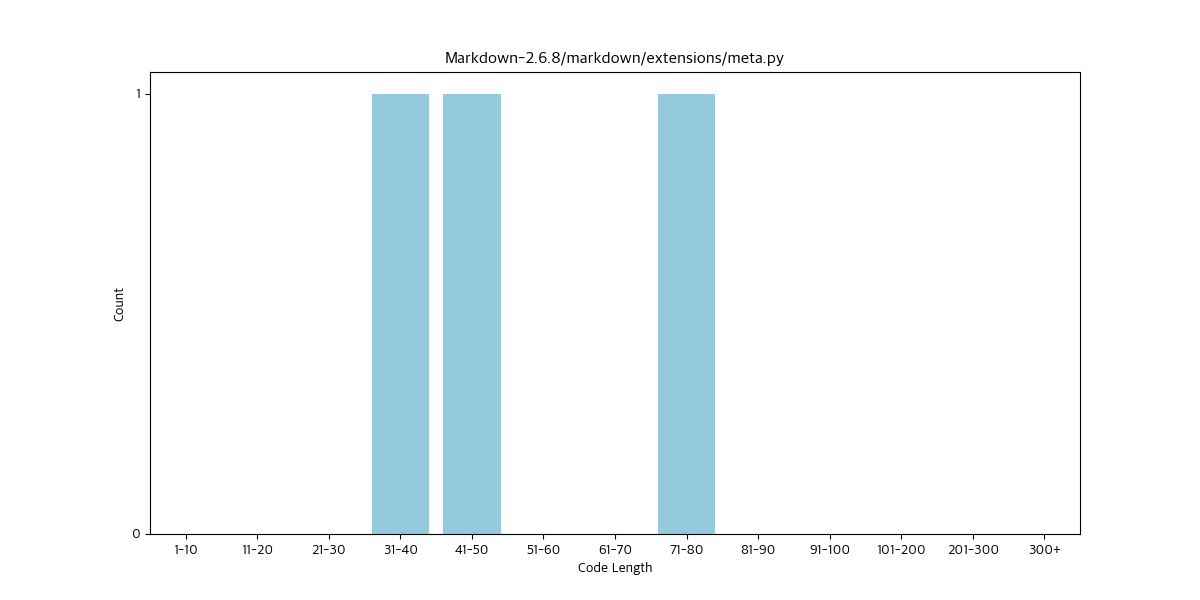 Markdown-2.6.8/markdown/extensions/meta.py
1
0
Count
1-10 11-20 21-30 31-40 41-50 51-60 61-70 71-80 81-90 91-100 101-200 201-300 300+
Code Length